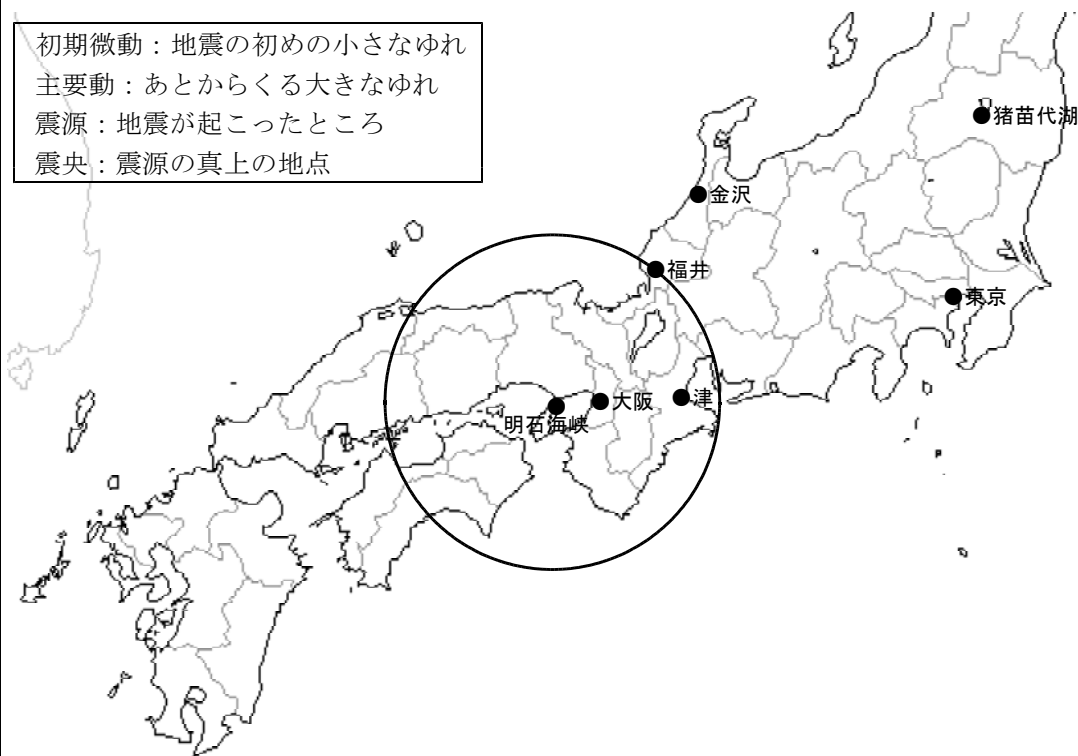 初期微動：地震の初めの小さなゆれ
主要動：あとからくる大きなゆれ
震源：地震が起こったところ
震央：震源の真上の地点
猪苗代湖
金沢
福井
東京
津
大阪
明石海峡